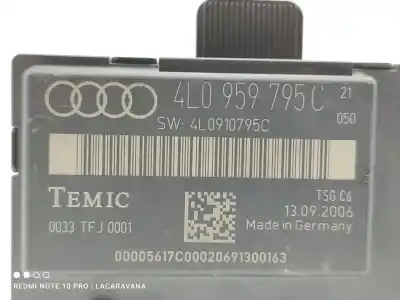 4L0 959 795 C 21
SW: 4L0910795C 050
TEMIC
TSG C6
13.09.2006
0033 TFJ 0001 Made in Germany
00005617C00020691300163
REDMI NOTE 10 PRO | LACARAVANA